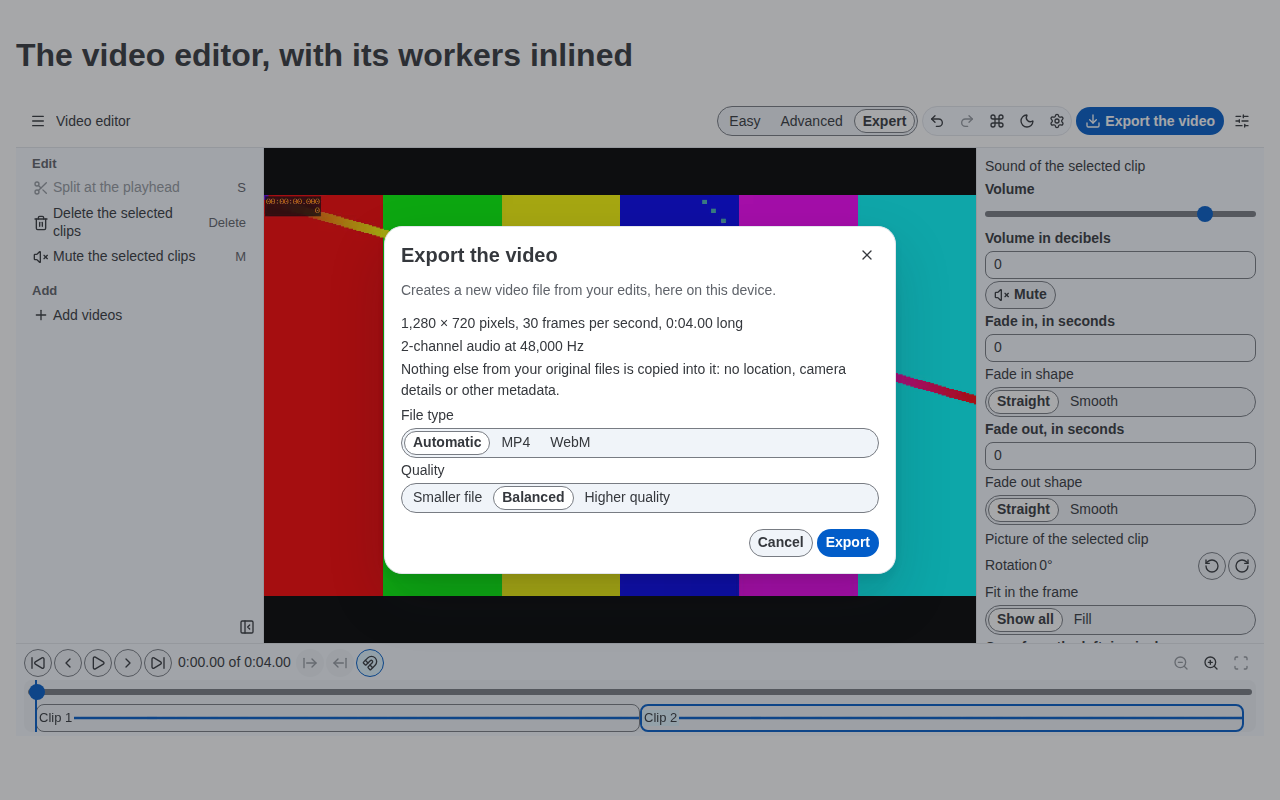 The video editor, with its workers inlined
Video editor
Easy Advanced Expert
Export the video
Edit
Split at the playhead S
Delete the selected clips Delete
Mute the selected clips M
Add
Add videos
00:00:00.000
0
Export the video
Creates a new video file from your edits, here on this device.
1,280 × 720 pixels, 30 frames per second, 0:04.00 long
2-channel audio at 48,000 Hz
Nothing else from your original files is copied into it: no location, camera
details or other metadata.
File type
Automatic MP4 WebM
Quality
Smaller file Balanced Higher quality
Cancel Export
Sound of the selected clip
Volume
Volume in decibels
0
Mute
Fade in, in seconds
0
Fade in shape
Straight Smooth
Fade out, in seconds
0
Fade out shape
Straight Smooth
Picture of the selected clip
Rotation 0°
Fit in the frame
Show all Fill
0:00.00 of 0:04.00
Clip 1 Clip 2